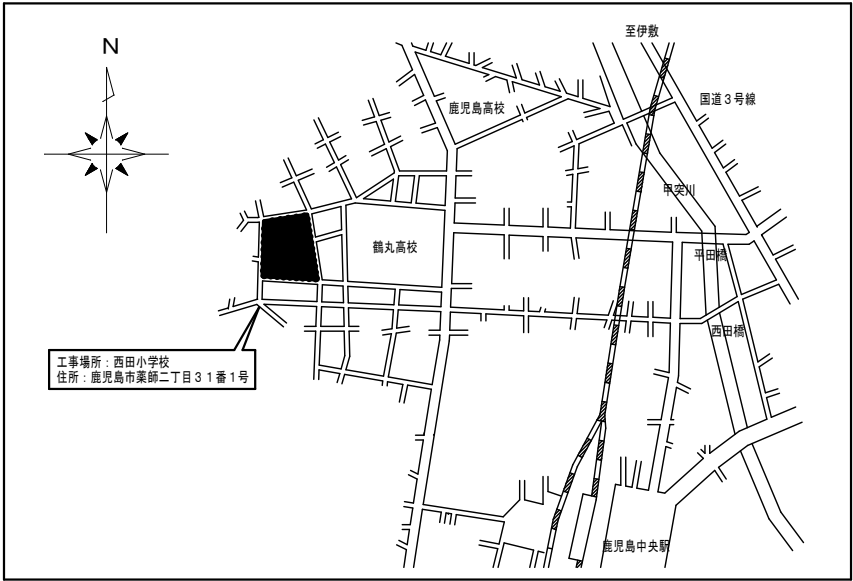 N
至伊敷
国道３号線
鹿児島高校
甲突川
鶴丸高校
平田橋
西田橋
工事場所：西田小学校
住所：鹿児島市薬師二丁目３１番１号
鹿児島中央駅